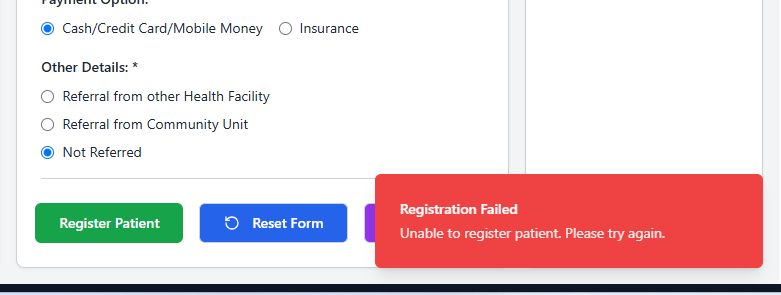 Payment Option:
Cash/Credit Card/Mobile Money Insurance
Other Details: *
Referral from other Health Facility
Referral from Community Unit
Not Referred
Register Patient Reset Form
Registration Failed
Unable to register patient. Please try again.